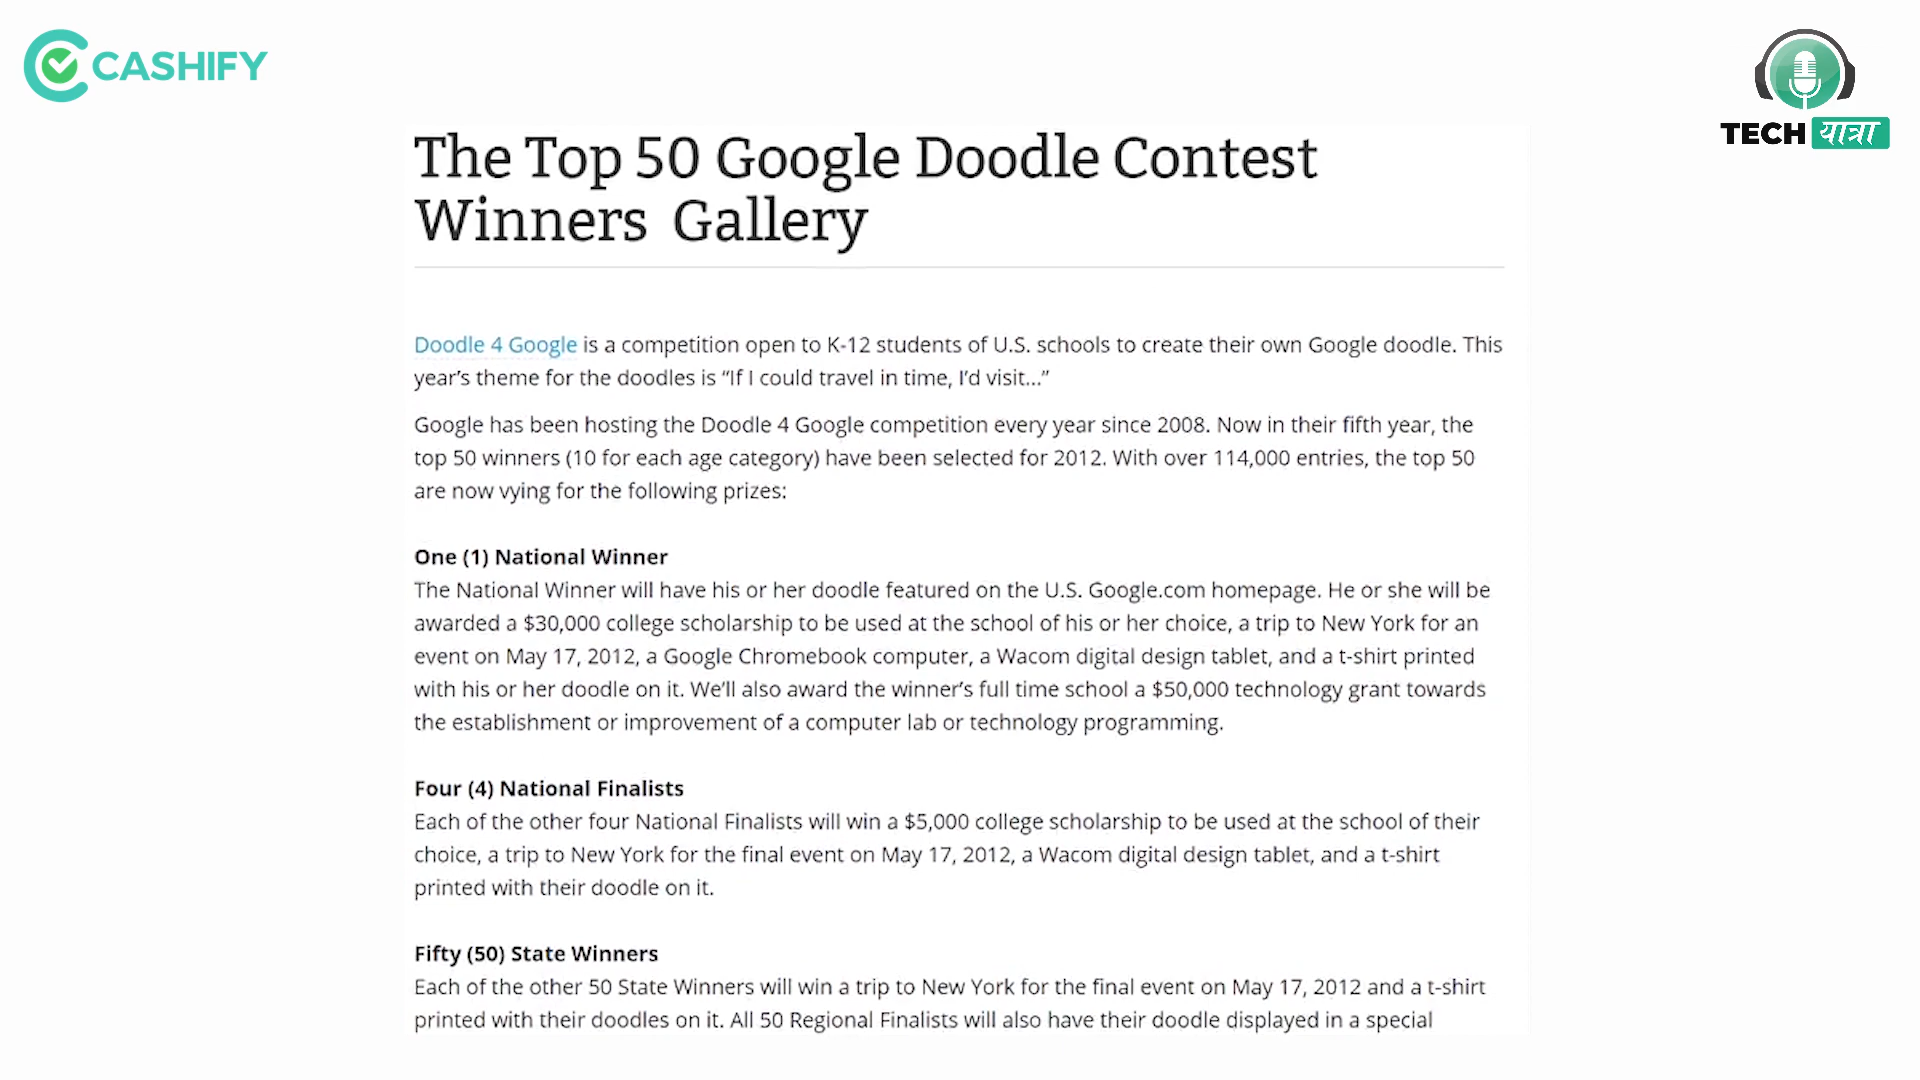 CASHIFY
TECH यात्रा
The Top 50 Google Doodle Contest
Winners Gallery
Doodle 4 Google is a competition open to K-12 students of U.S. schools to create their own Google doodle. This
year's theme for the doodles is “If I could travel in time, I'd visit...”
Google has been hosting the Doodle 4 Google competition every year since 2008. Now in their fifth year, the
top 50 winners (10 for each age category) have been selected for 2012. With over 114,000 entries, the top 50
are now vying for the following prizes:
One (1) National Winner
The National Winner will have his or her doodle featured on the U.S. Google.com homepage. He or she will be
awarded a $30,000 college scholarship to be used at the school of his or her choice, a trip to New York for an
event on May 17, 2012, a Google Chromebook computer, a Wacom digital design tablet, and a t-shirt printed
with his or her doodle on it. We'll also award the winner's full time school a $50,000 technology grant towards
the establishment or improvement of a computer lab or technology programming.
Four (4) National Finalists
Each of the other four National Finalists will win a $5,000 college scholarship to be used at the school of their
choice, a trip to New York for the final event on May 17, 2012, a Wacom digital design tablet, and a t-shirt
printed with their doodle on it.
Fifty (50) State Winners
Each of the other 50 State Winners will win a trip to New York for the final event on May 17, 2012 and a t-shirt
printed with their doodles on it. All 50 Regional Finalists will also have their doodle displayed in a special